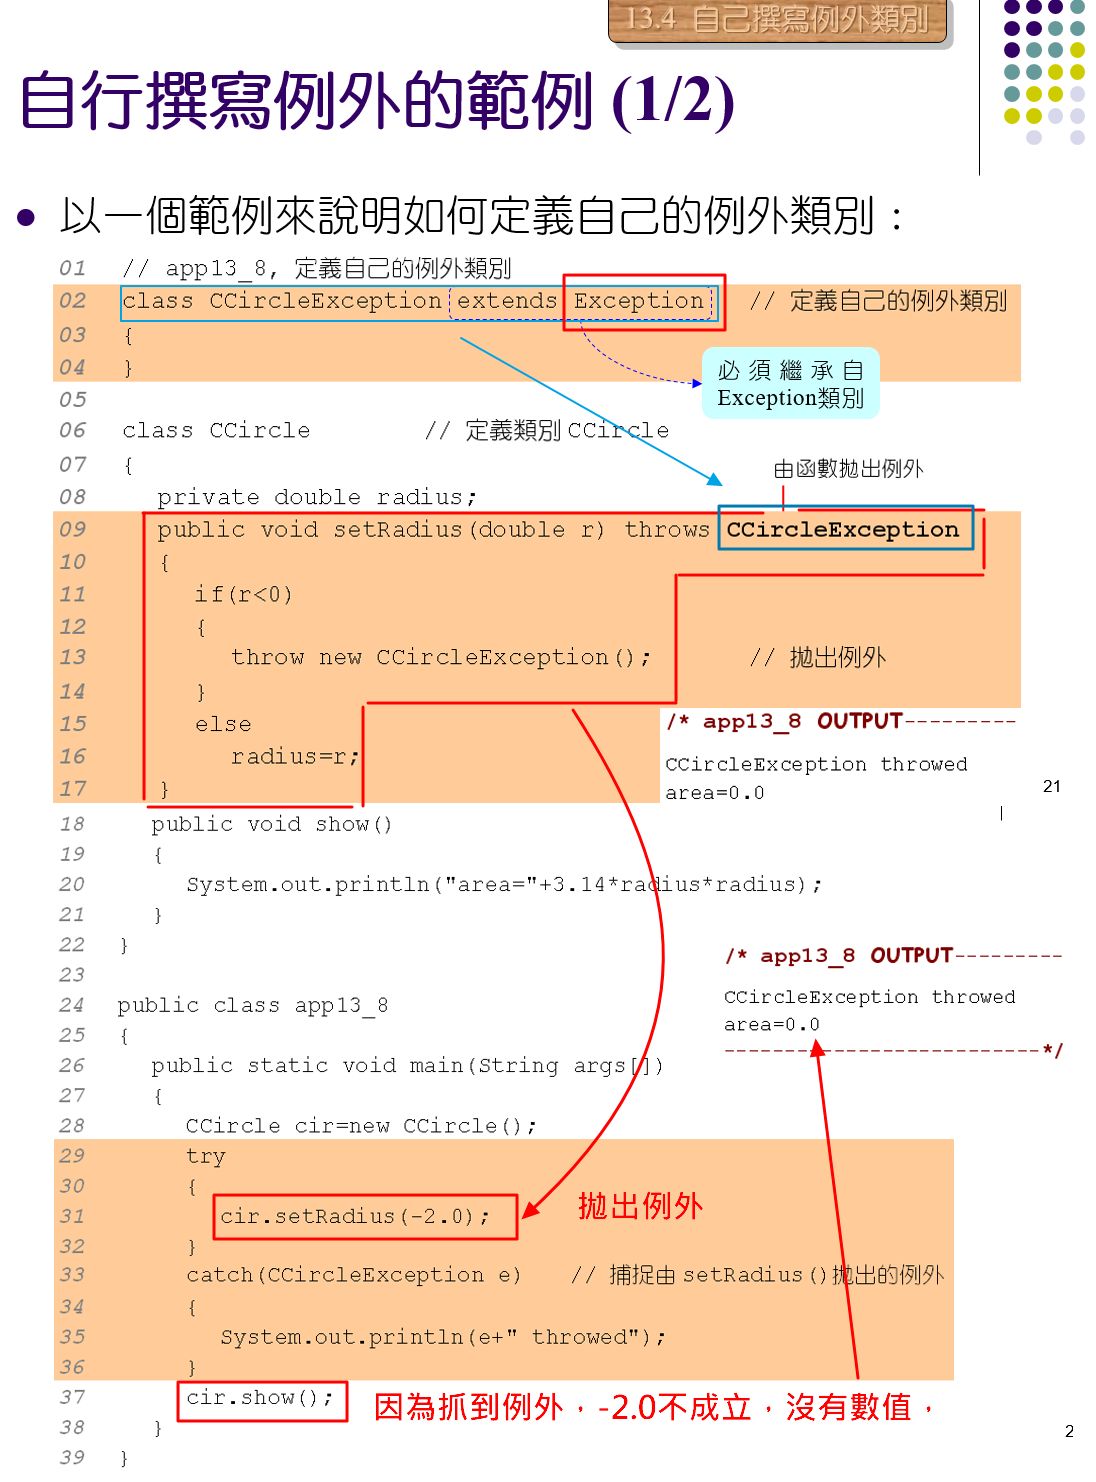 13.4 自己撰寫例外類別
自行撰寫例外的範例 (1/2)
以一個範例來說明如何定義自己的例外類別：
01 // app13_8, 定義自己的例外類別
02 class CCircleException extends Exception // 定義自己的例外類別
03 {
04 }
必須繼承自
Exception類別
05
06 class CCircle // 定義類別 CCircle
07 {
由函數拋出例外
08 private double radius;
09 public void setRadius(double r) throws CCircleException
10 {
11 if(r<0)
12 {
13 throw new CCircleException(); // 拋出例外
14 }
15 else
16 radius=r;
17 }
/* app13_8 OUTPUT---------
CCircleException throwed
area=0.0
21
18 public void show()
19 {
20 System.out.println("area="+3.14*radius*radius);
21 }
22 }
23
24 public class app13_8
25 {
26 public static void main(String args[])
27 {
28 CCircle cir=new CCircle();
/* app13_8 OUTPUT---------
CCircleException throwed
area=0.0
--------------------------*/
29 try
30 {
31 cir.setRadius(-2.0); 拋出例外
32 }
33 catch(CCircleException e) // 捕捉由 setRadius()拋出的例外
34 {
35 System.out.println(e+" throwed");
36 }
37 cir.show(); 因為抓到例外，-2.0不成立，沒有數值，
38 }
39 }
2